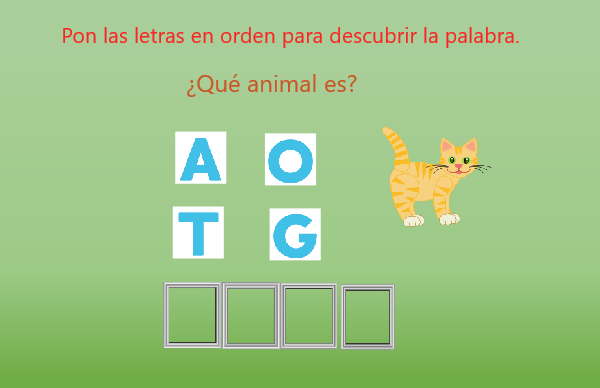 Pon las letras en orden para descubrir la palabra.
¿Qué animal es?
A O
T G